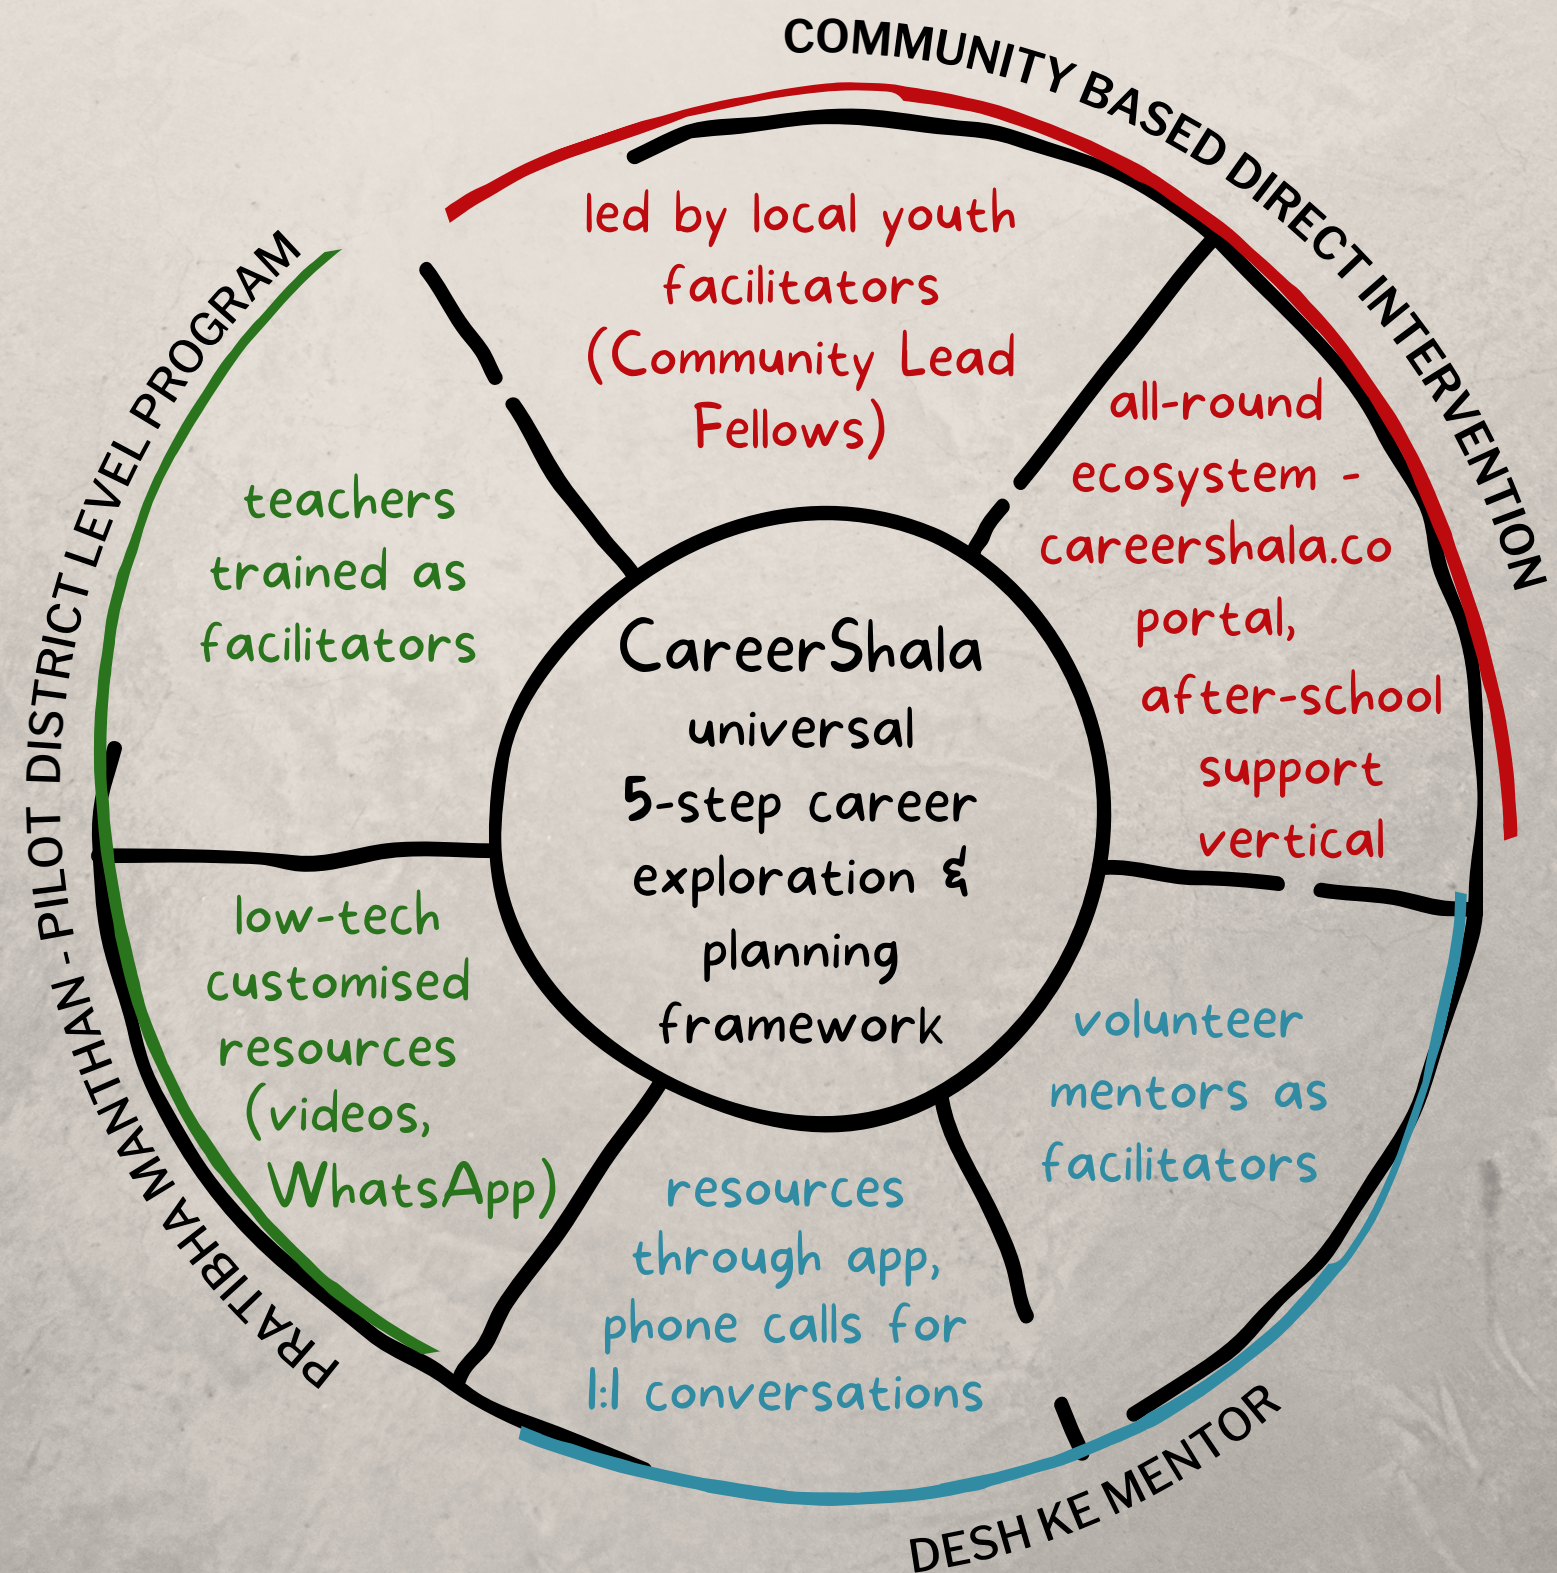 COMMUNITY BASED DIRECT INTERVENTION
led by local youth
facilitators
(Community Lead
Fellows)
all-round
ecosystem -
careershala.co
portal,
after-school
support
vertical
PRATIBHA MANTHAN - PILOT DISTRICT LEVEL PROGRAM
teachers
trained as
facilitators
CareerShala
universal
5-step career
exploration &
planning
framework
low-tech
customised
resources
(videos,
WhatsApp)
volunteer
mentors as
facilitators
resources
through app,
phone calls for
1:1 conversations
DESH KE MENTOR